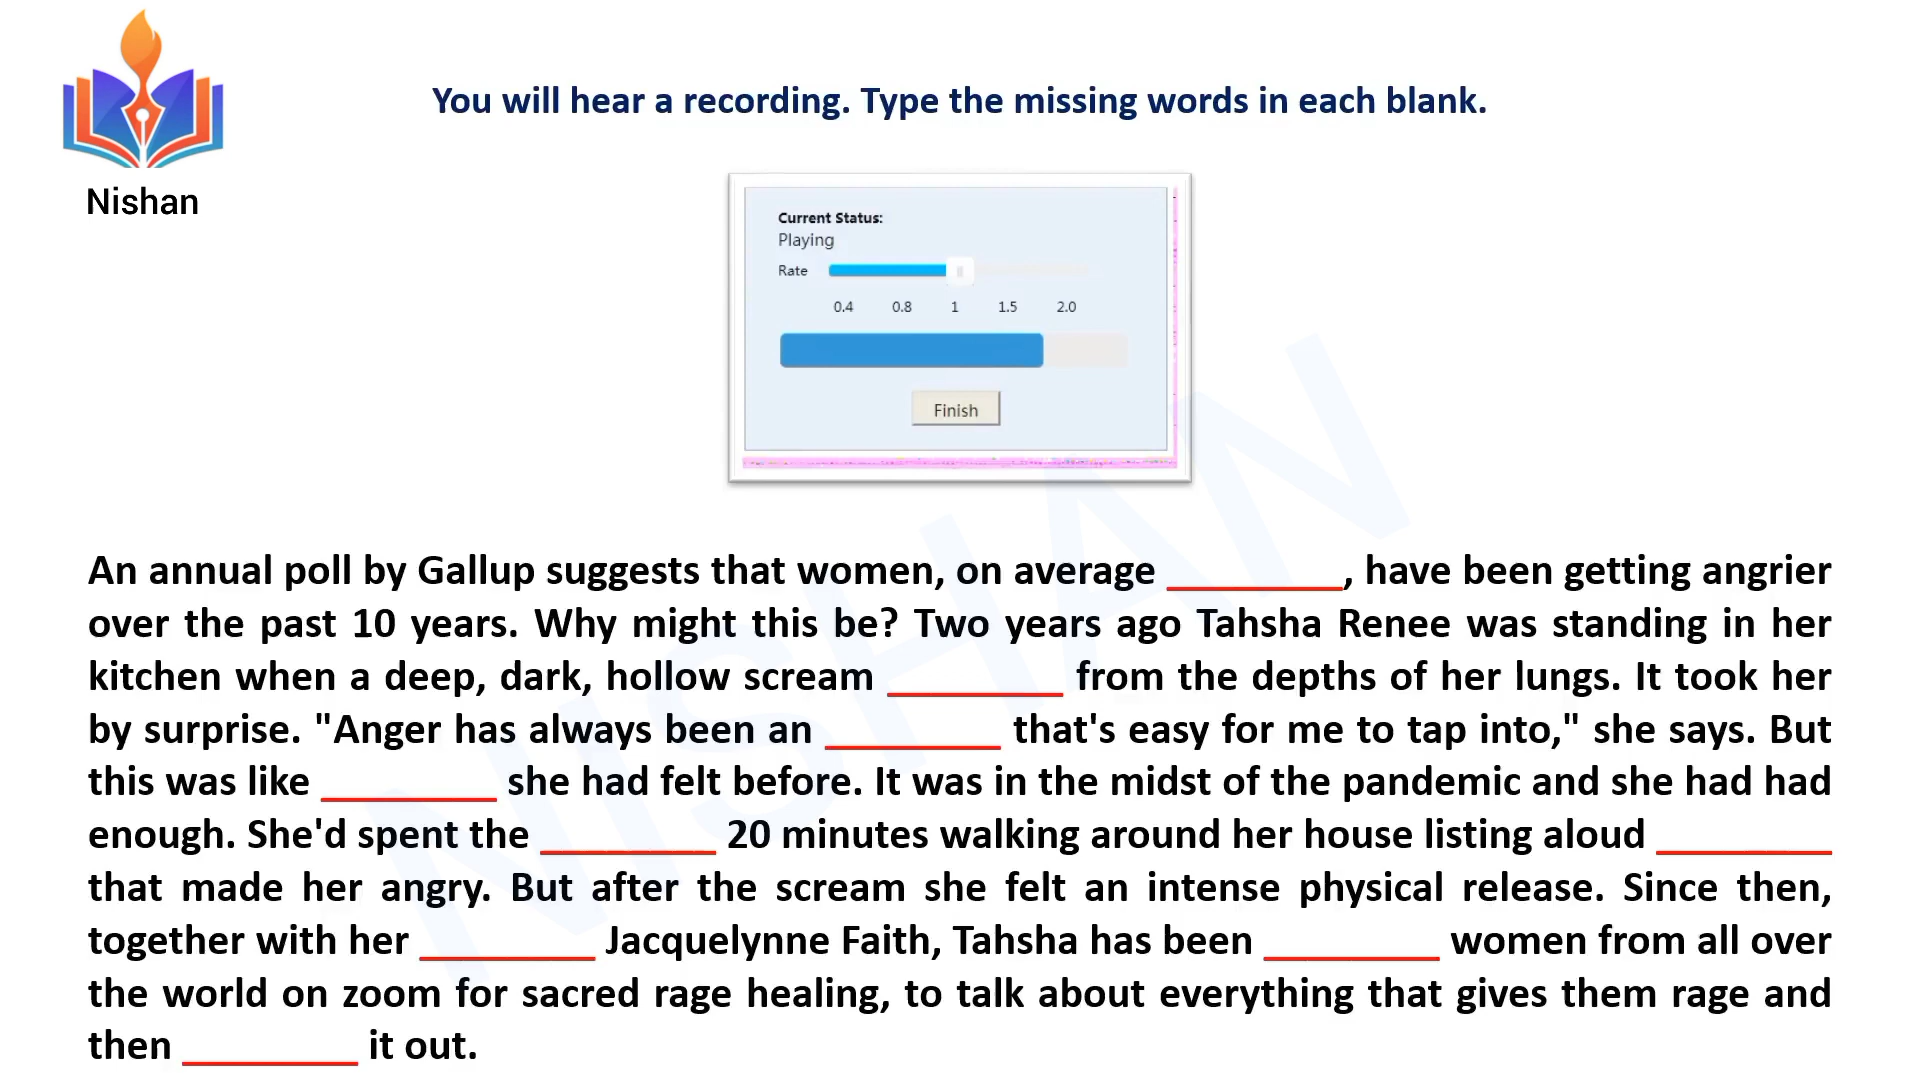 Nishan
You will hear a recording. Type the missing words in each blank.
Current Status:
Playing
Rate
0.4 0.8 1 1.5 2.0
Finish
An annual poll by Gallup suggests that women, on average ________, have been getting angrier
over the past 10 years. Why might this be? Two years ago Tahsha Renee was standing in her
kitchen when a deep, dark, hollow scream ________ from the depths of her lungs. It took her
by surprise. "Anger has always been an ________ that's easy for me to tap into," she says. But
this was like ________ she had felt before. It was in the midst of the pandemic and she had had
enough. She'd spent the ________ 20 minutes walking around her house listing aloud ________
that made her angry. But after the scream she felt an intense physical release. Since then,
together with her ________ Jacquelynne Faith, Tahsha has been ________ women from all over
the world on zoom for sacred rage healing, to talk about everything that gives them rage and
then ________ it out.
NISHAN